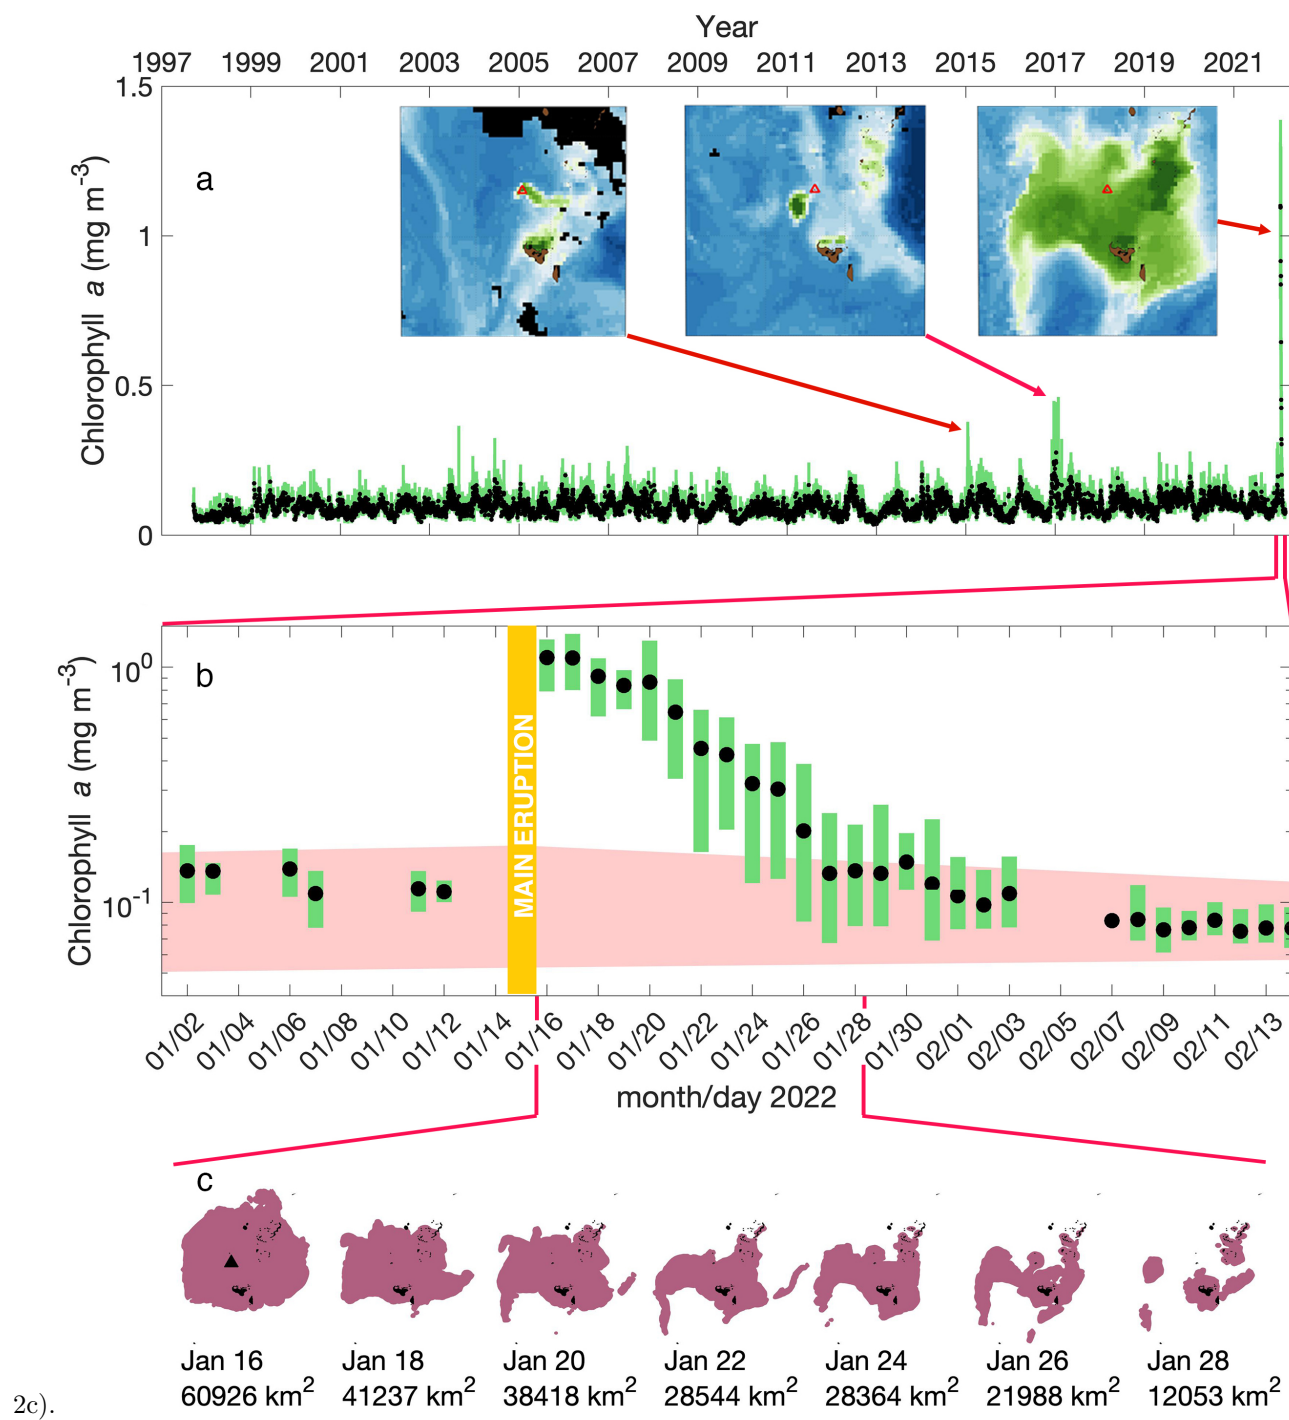 Year
1997 1999 2001 2003 2005 2007 2009 2011 2013 2015 2017 2019 2021
1.5
a
1
0.5
0
Chlorophyll a (mg m-3)
b
10^0
10^-1
Chlorophyll a (mg m-3)
MAIN ERUPTION
01/02 01/04 01/06 01/08 01/10 01/12 01/14 01/16 01/18 01/20 01/22 01/24 01/26 01/28 01/30 02/01 02/03 02/05 02/07 02/09 02/11 02/13
month/day 2022
c
Jan 16 Jan 18 Jan 20 Jan 22 Jan 24 Jan 26 Jan 28
60926 km² 41237 km² 38418 km² 28544 km² 28364 km² 21988 km² 12053 km²
2c).